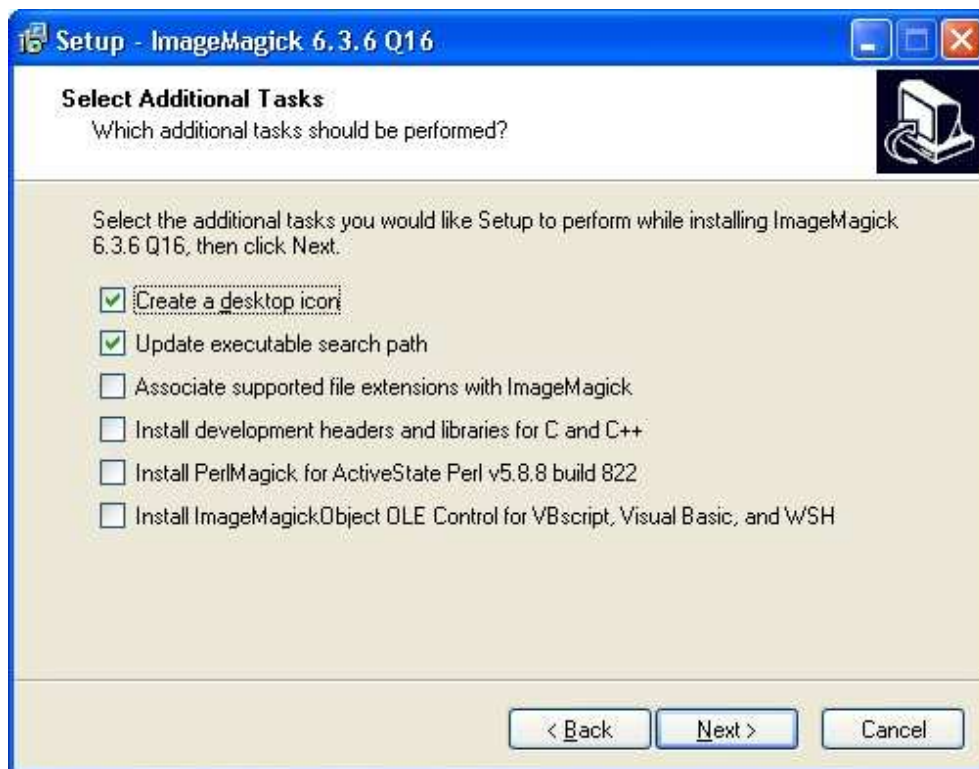 Setup - ImageMagick 6.3.6 Q16
Select Additional Tasks
Which additional tasks should be performed?
Select the additional tasks you would like Setup to perform while installing ImageMagick
6.3.6 Q16, then click Next.
Create a desktop icon
Update executable search path
Associate supported file extensions with ImageMagick
Install development headers and libraries for C and C++
Install PerlMagick for ActiveState Perl v5.8.8 build 822
Install ImageMagickObject OLE Control for VBscript, Visual Basic, and WSH
< Back Next > Cancel